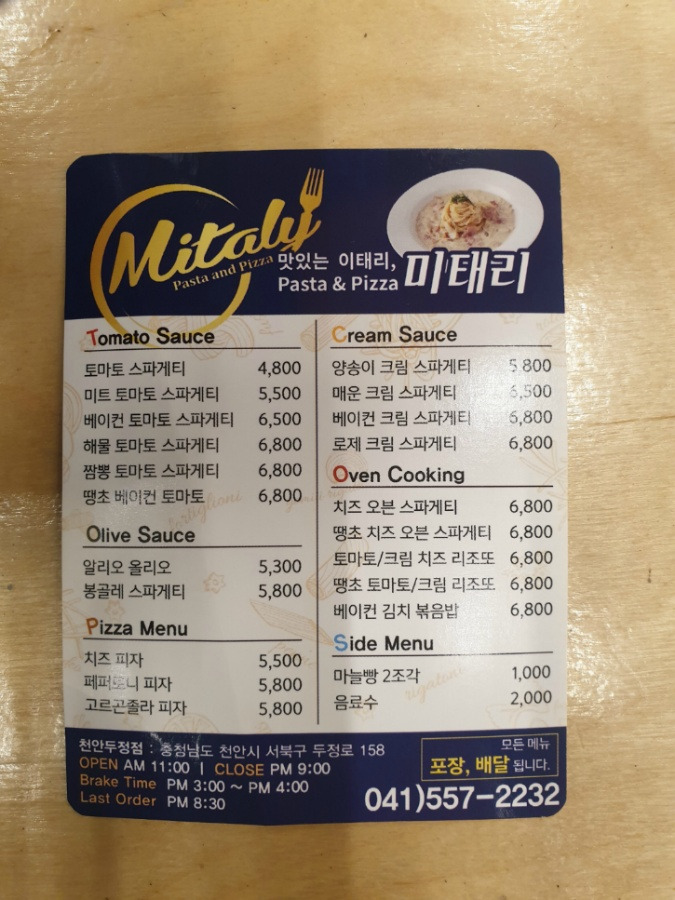 Mitaly
Pasta and Pizza
맛있는 이태리,
Pasta & Pizza
미태리
Tomato Sauce
토마토 스파게티 4,800
미트 토마토 스파게티 5,500
베이컨 토마토 스파게티 6,500
해물 토마토 스파게티 6,800
짬뽕 토마토 스파게티 6,800
땡초 베이컨 토마토 6,800
Olive Sauce
알리오 올리오 5,300
봉골레 스파게티 5,800
Pizza Menu
치즈 피자 5,500
페퍼로니 피자 5,800
고르곤졸라 피자 5,800
Cream Sauce
양송이 크림 스파게티 5,800
매운 크림 스파게티 6,500
베이컨 크림 스파게티 6,800
로제 크림 스파게티 6,800
Oven Cooking
치즈 오븐 스파게티 6,800
땡초 치즈 오븐 스파게티 6,800
토마토/크림 치즈 리조또 6,800
땡초 토마토/크림 리조또 6,800
베이컨 김치 볶음밥 6,800
Side Menu
마늘빵 2조각 1,000
음료수 2,000
천안두정점 : 충청남도 천안시 서북구 두정로 158
OPEN AM 11:00 | CLOSE PM 9:00
Brake Time PM 3:00 ~ PM 4:00
Last Order PM 8:30
모든 메뉴
포장, 배달 됩니다.
041)557-2232